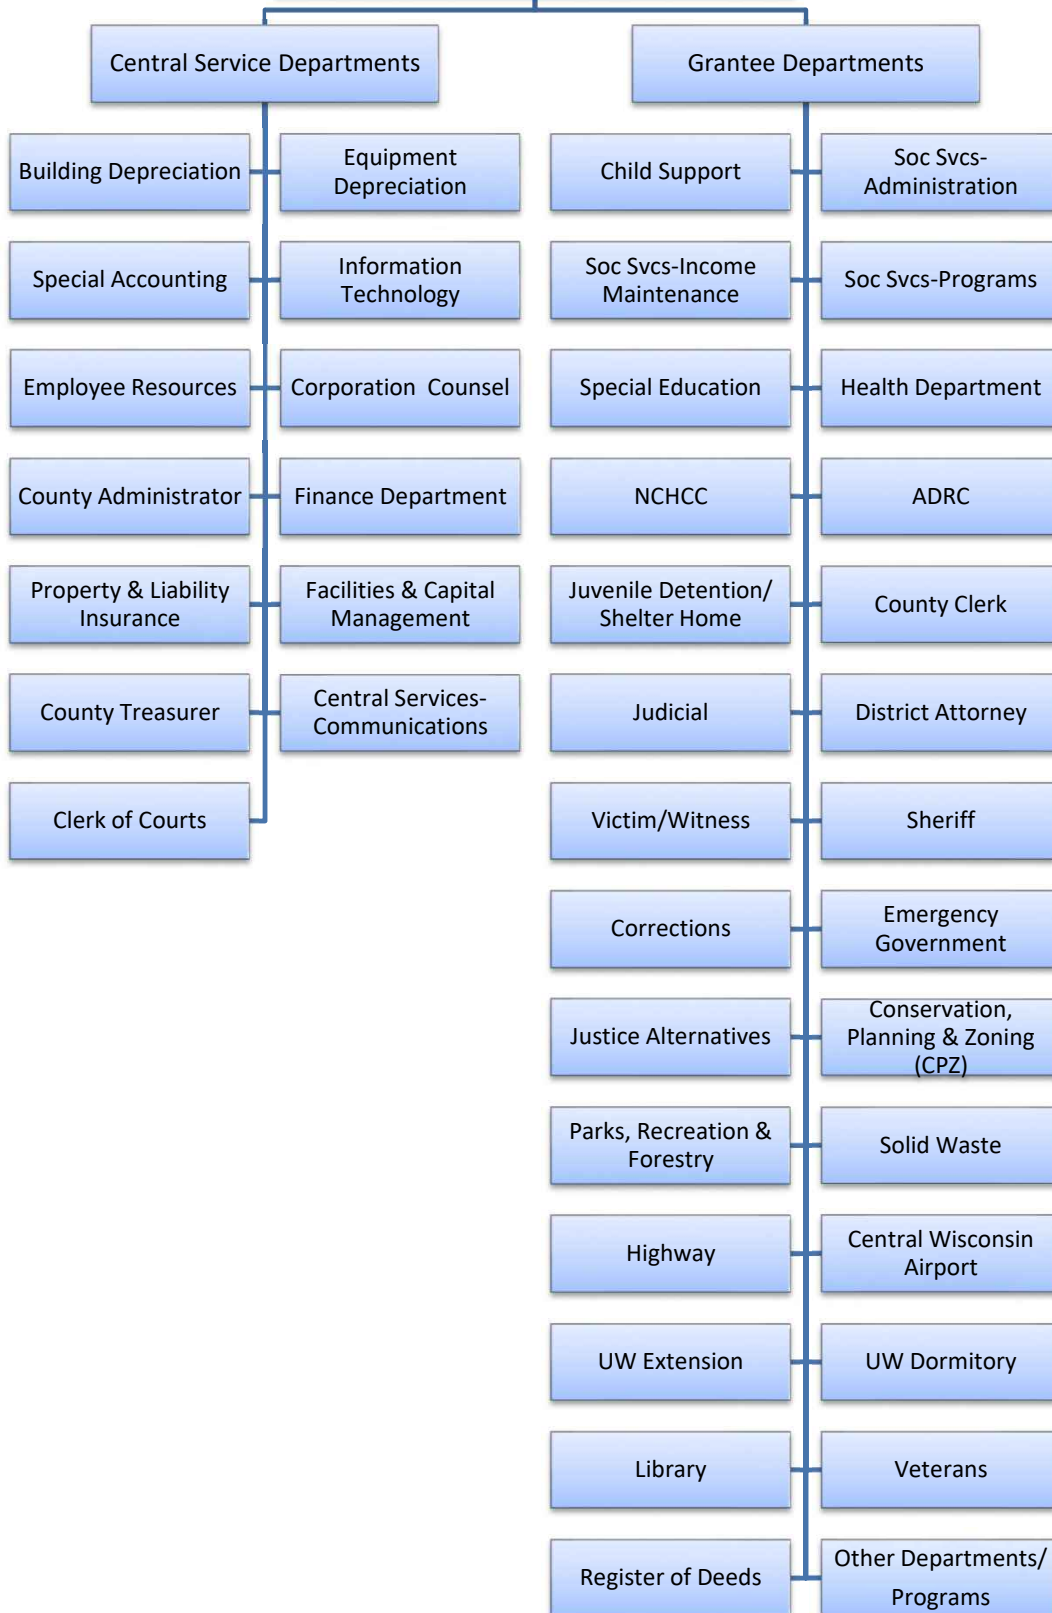 Central Service Departments
Grantee Departments
Building Depreciation
Equipment
Depreciation
Child Support
Soc Svcs-
Administration
Special Accounting
Information
Technology
Soc Svcs-Income
Maintenance
Soc Svcs-Programs
Employee Resources
Corporation  Counsel
Special Education
Health Department
County Administrator
Finance Department
NCHCC
ADRC
Property & Liability
Insurance
Facilities & Capital
Management
Juvenile Detention/
Shelter Home
County Clerk
County Treasurer
Central Services-
Communications
Judicial
District Attorney
Clerk of Courts
Victim/Witness
Sheriff
Corrections
Emergency
Government
Justice Alternatives
Conservation,
Planning & Zoning
(CPZ)
Parks, Recreation &
Forestry
Solid Waste
Highway
Central Wisconsin
Airport
UW Extension
UW Dormitory
Library
Veterans
Register of Deeds
Other Departments/
Programs